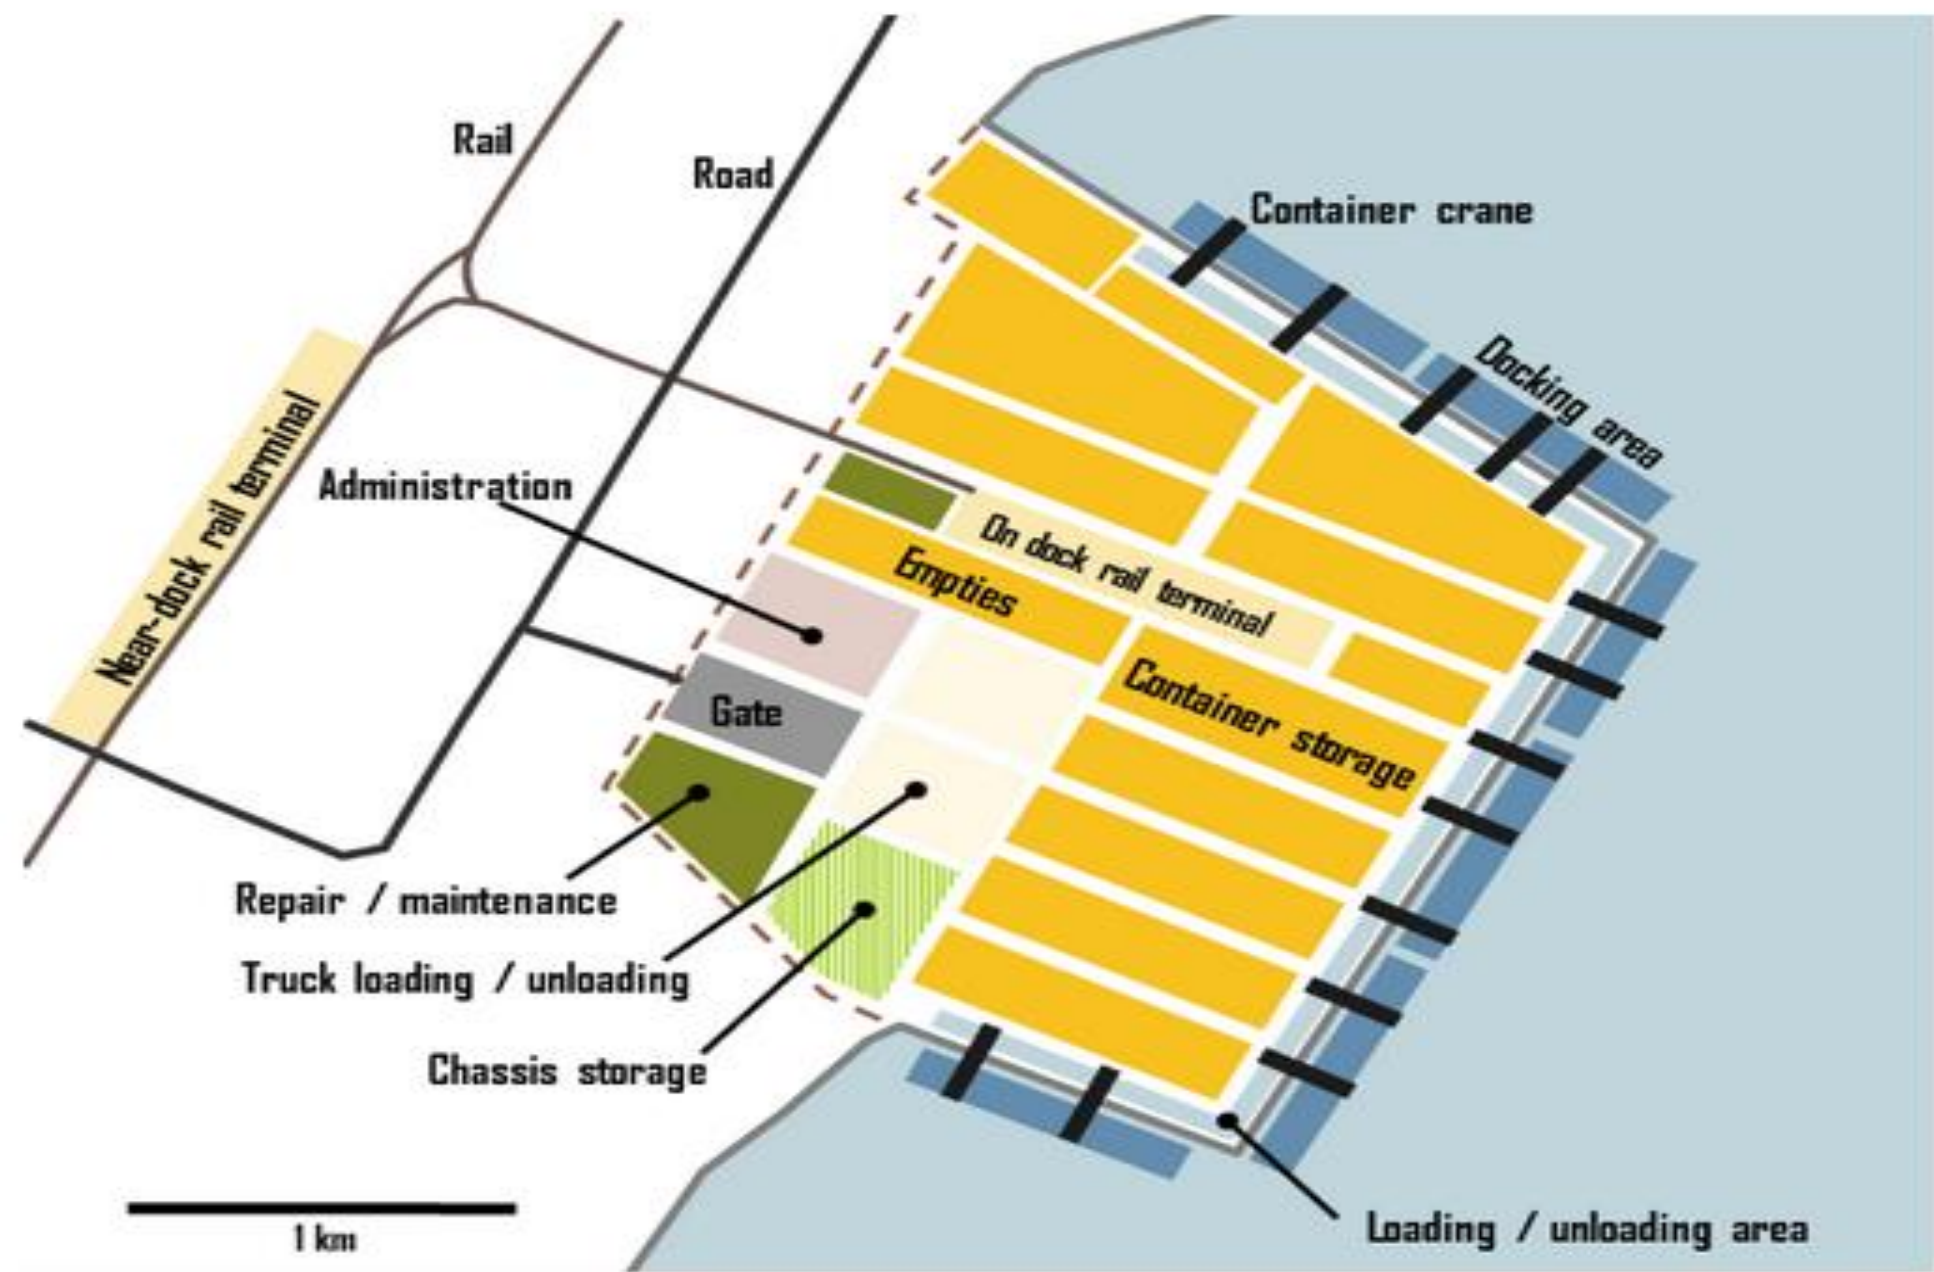 Rail
Road
Container crane
Docking area
Near-dock rail terminal
Administration
On dock rail terminal
Empties
Container storage
Gate
Repair / maintenance
Truck loading / unloading
Chassis storage
Loading / unloading area
1 km